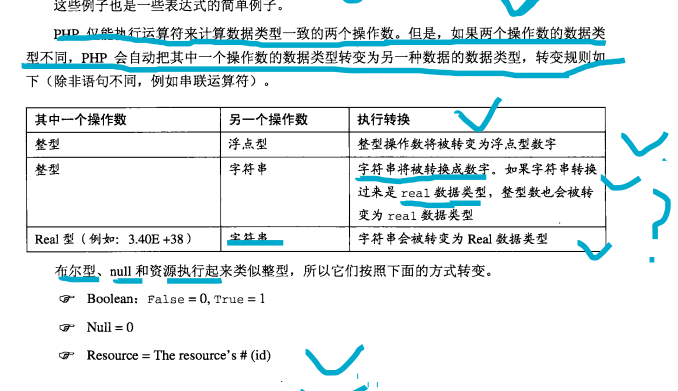 这些例子也是一些表达式的简单例子。
PHP 仅能执行运算符来计算数据类型一致的两个操作数。但是，如果两个操作数的数据类
型不同，PHP 会自动把其中一个操作数的数据类型转变为另一种数据的数据类型，转变规则如
下（除非语句不同，例如串联运算符）。
其中一个操作数 另一个操作数 执行转换
整型 浮点型 整型操作数将被转变为浮点型数字
整型 字符串 字符串将被转换成数字。如果字符串转换
过来是 real 数据类型，整型数也会被转
变为 real 数据类型
Real 型（例如：3.40E +38） 字符串 字符串会被转变为 Real 数据类型
布尔型、null 和资源执行起来类似整型，所以它们按照下面的方式转变。
☞ Boolean：False = 0, True = 1
☞ Null = 0
☞ Resource = The resource's # (id)